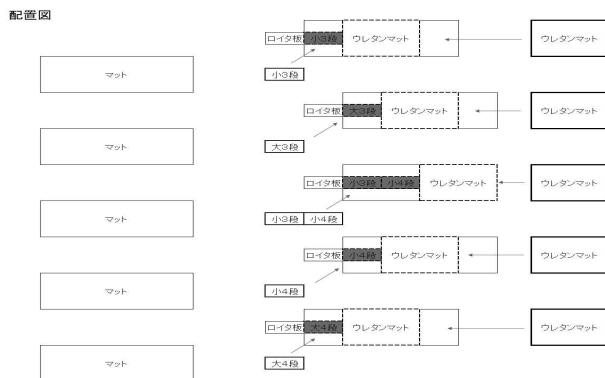 配置図
ロイタ板 小3段 ウレタンマット ウレタンマット
小3段
マット
ロイタ板 大3段 ウレタンマット ウレタンマット
大3段
マット
ロイタ板 小3段 小4段 ウレタンマット ウレタンマット
小3段 小4段
マット
ロイタ板 小4段 ウレタンマット ウレタンマット
小4段
マット
ロイタ板 大4段 ウレタンマット ウレタンマット
大4段
マット